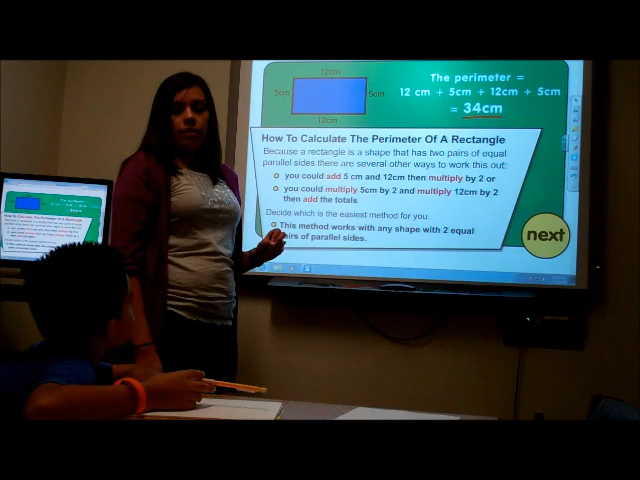 12cm
5cm
5cm
12cm
The perimeter =
12 cm + 5cm + 12cm + 5cm
= 34cm
How To Calculate The Perimeter Of A Rectangle
Because a rectangle is a shape that has two pairs of equal
parallel sides there are several other ways to work this out:
you could add 5 cm and 12cm then multiply by 2 or
you could multiply 5cm by 2 and multiply 12cm by 2
then add the totals
Decide which is the easiest method for you.
This method works with any shape with 2 equal
pairs of parallel sides.
next